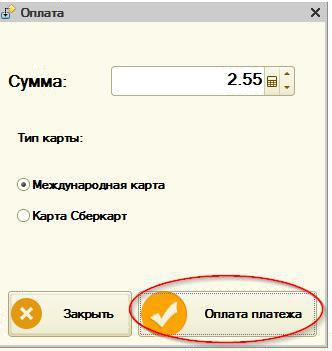 Оплата
Сумма: 2.55
Тип карты:
Международная карта
Карта Сберкарт
Закрыть Оплата платежа